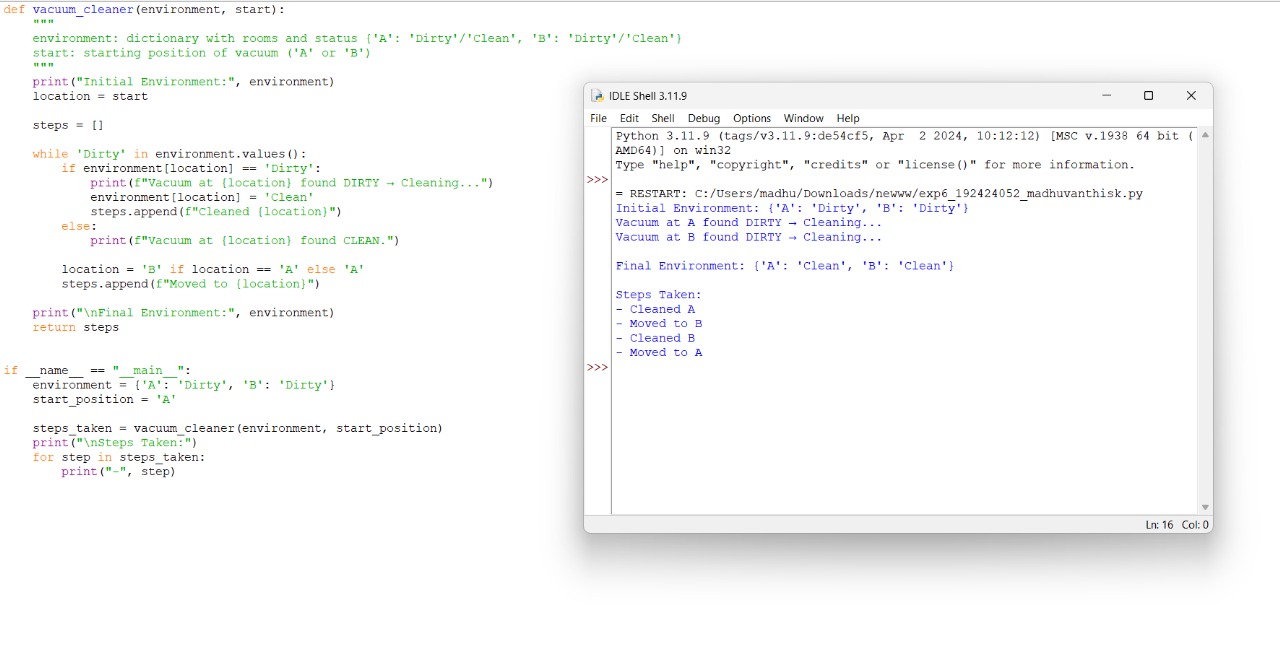 def vacuum_cleaner(environment, start):
    """
    environment: dictionary with rooms and status {'A': 'Dirty'/'Clean', 'B': 'Dirty'/'Clean'}
    start: starting position of vacuum ('A' or 'B')
    """
    print("Initial Environment:", environment)
    location = start
    steps = []
    while 'Dirty' in environment.values():
        if environment[location] == 'Dirty':
            print(f"Vacuum at {location} found DIRTY → Cleaning...")
            environment[location] = 'Clean'
            steps.append(f"Cleaned {location}")
        else:
            print(f"Vacuum at {location} found CLEAN.")
        location = 'B' if location == 'A' else 'A'
        steps.append(f"Moved to {location}")
    print("\nFinal Environment:", environment)
    return steps
if __name__ == "__main__":
    environment = {'A': 'Dirty', 'B': 'Dirty'}
    start_position = 'A'
    steps_taken = vacuum_cleaner(environment, start_position)
    print("\nSteps Taken:")
    for step in steps_taken:
        print("-", step)
IDLE Shell 3.11.9
File Edit Shell Debug Options Window Help
Python 3.11.9 (tags/v3.11.9:de54cf5, Apr  2 2024, 10:12:12) [MSC v.1938 64 bit (
AMD64)] on win32
Type "help", "copyright", "credits" or "license()" for more information.
>>>
= RESTART: C:/Users/madhu/Downloads/newww/exp6_192424052_madhuvanthisk.py
Initial Environment: {'A': 'Dirty', 'B': 'Dirty'}
Vacuum at A found DIRTY → Cleaning...
Vacuum at B found DIRTY → Cleaning...
Final Environment: {'A': 'Clean', 'B': 'Clean'}
Steps Taken:
- Cleaned A
- Moved to B
- Cleaned B
- Moved to A
>>>
Ln: 16 Col: 0